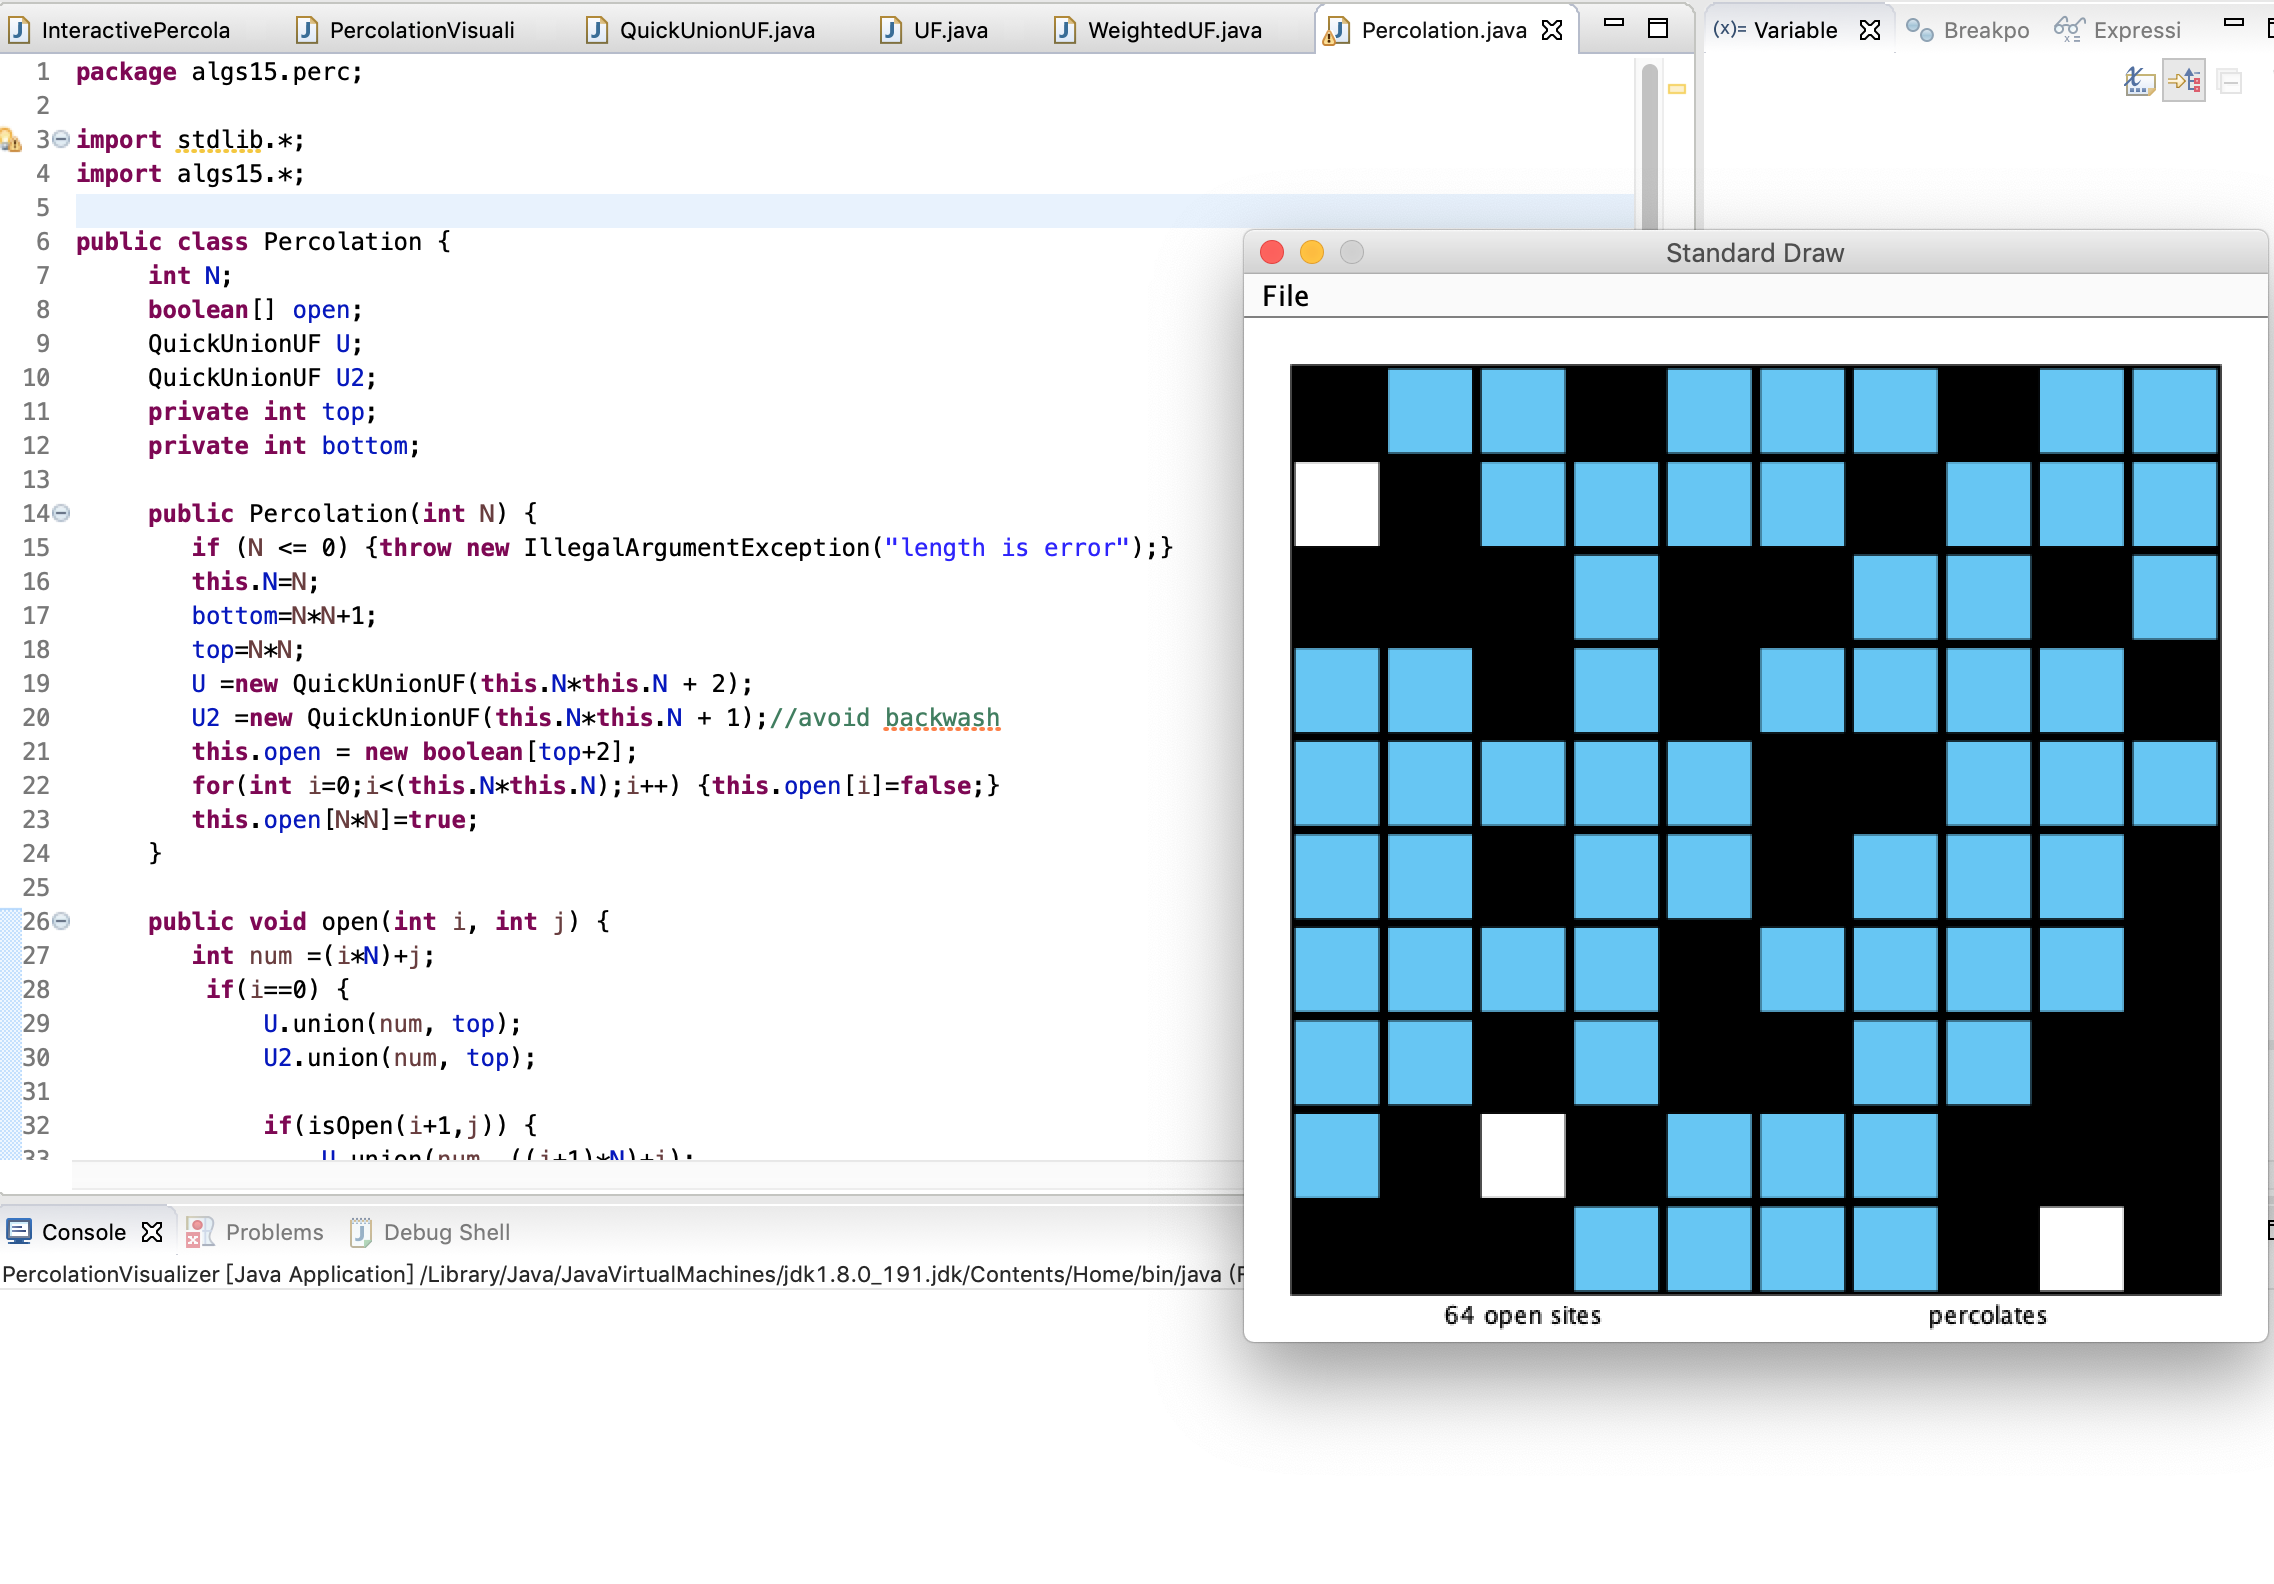 InteractivePercola PercolationVisuali QuickUnionUF.java UF.java WeightedUF.java Percolation.java (x)= Variable Breakpo Expressi
1 package algs15.perc;
2
3 import stdlib.*;
4 import algs15.*;
5
6 public class Percolation {
7 int N;
8 boolean[] open;
9 QuickUnionUF U;
10 QuickUnionUF U2;
11 private int top;
12 private int bottom;
13
14 public Percolation(int N) {
15 if (N <= 0) {throw new IllegalArgumentException("length is error");}
16 this.N=N;
17 bottom=N*N+1;
18 top=N*N;
19 U =new QuickUnionUF(this.N*this.N + 2);
20 U2 =new QuickUnionUF(this.N*this.N + 1);//avoid backwash
21 this.open = new boolean[top+2];
22 for(int i=0;i<(this.N*this.N);i++) {this.open[i]=false;}
23 this.open[N*N]=true;
24 }
25
26 public void open(int i, int j) {
27 int num =(i*N)+j;
28 if(i==0) {
29 U.union(num, top);
30 U2.union(num, top);
31
32 if(isOpen(i+1,j)) {
33 U.union(num, ((i+1)*N)+j);
Standard Draw
File
64 open sites percolates
Console Problems Debug Shell
PercolationVisualizer [Java Application] /Library/Java/JavaVirtualMachines/jdk1.8.0_191.jdk/Contents/Home/bin/java (